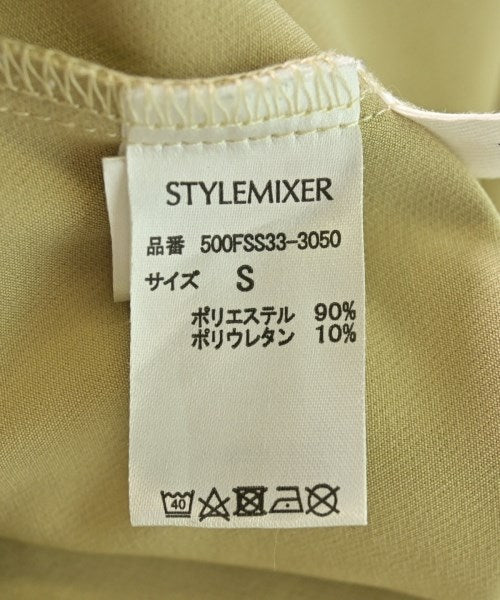 STYLEMIXER
品番 500FSS33-3050
サイズ S
ポリエステル 90%
ポリウレタン 10%
40